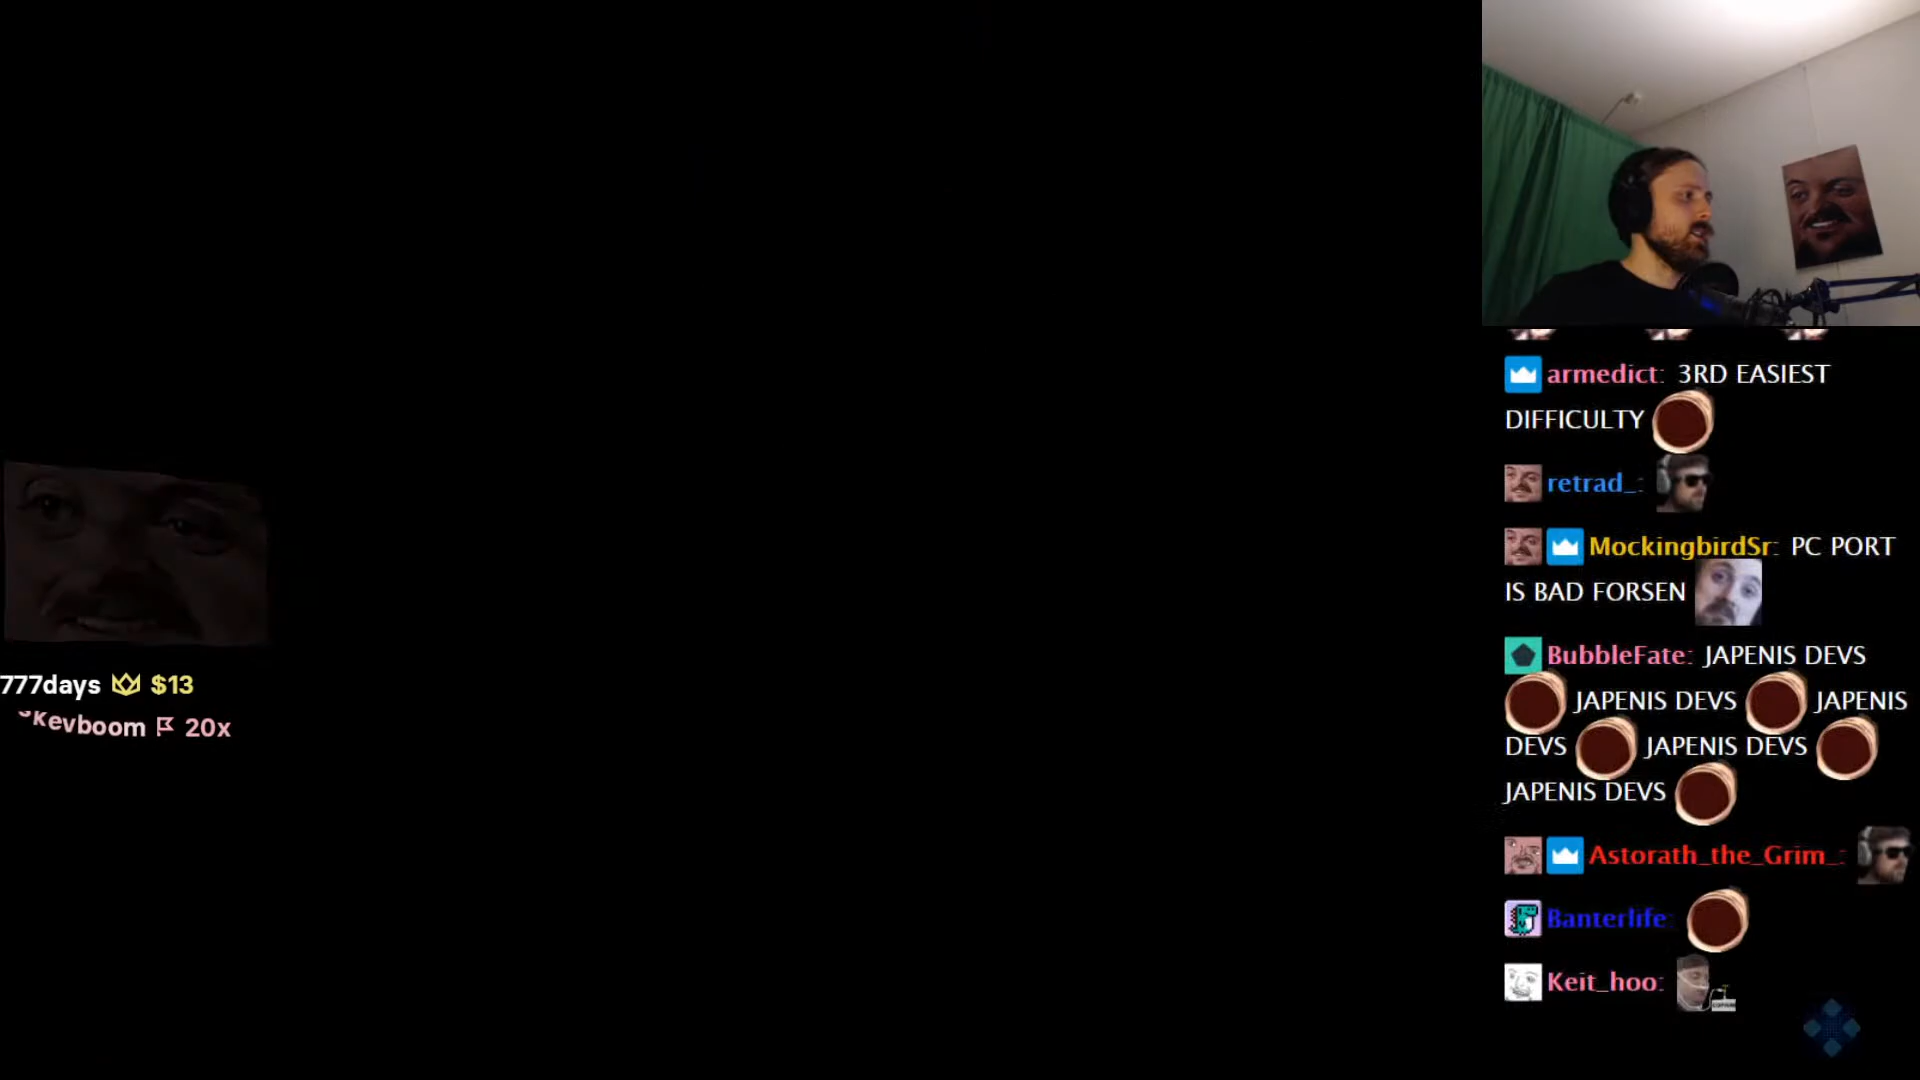 armedict: 3RD EASIEST
DIFFICULTY
retrad_:
MockingbirdSr: PC PORT
IS BAD FORSEN
BubbleFate: JAPENIS DEVS
JAPENIS DEVS JAPENIS
DEVS JAPENIS DEVS
JAPENIS DEVS
Astorath_the_Grim_:
Banterlife:
Keit_hoo:
777days $13
kevboom 20x